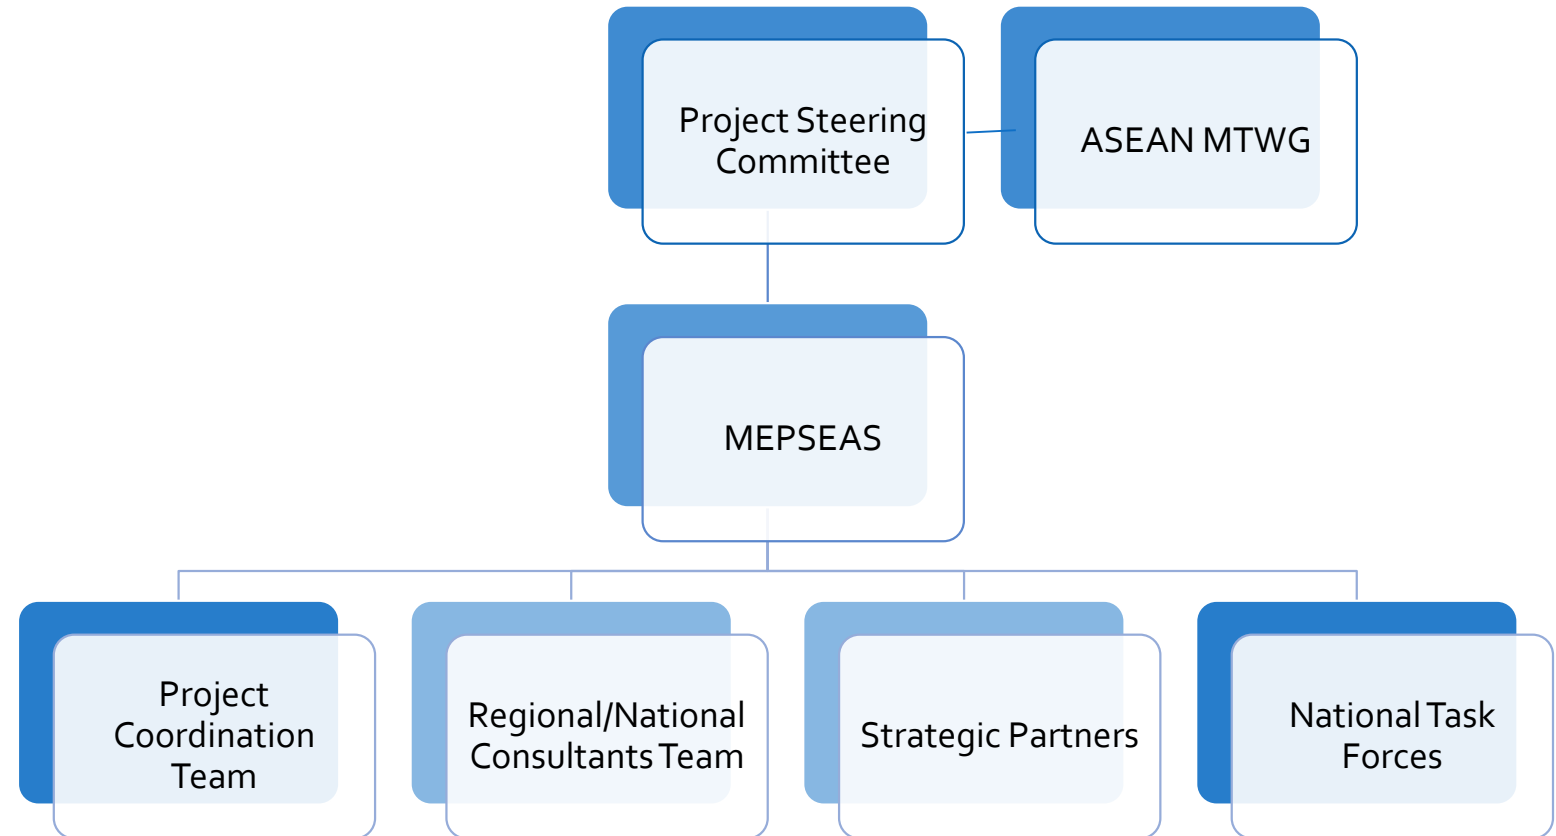 Project Steering
Committee
ASEAN MTWG
MEPSEAS
Project
Coordination
Team
Regional/National
Consultants Team
Strategic Partners
National Task
Forces